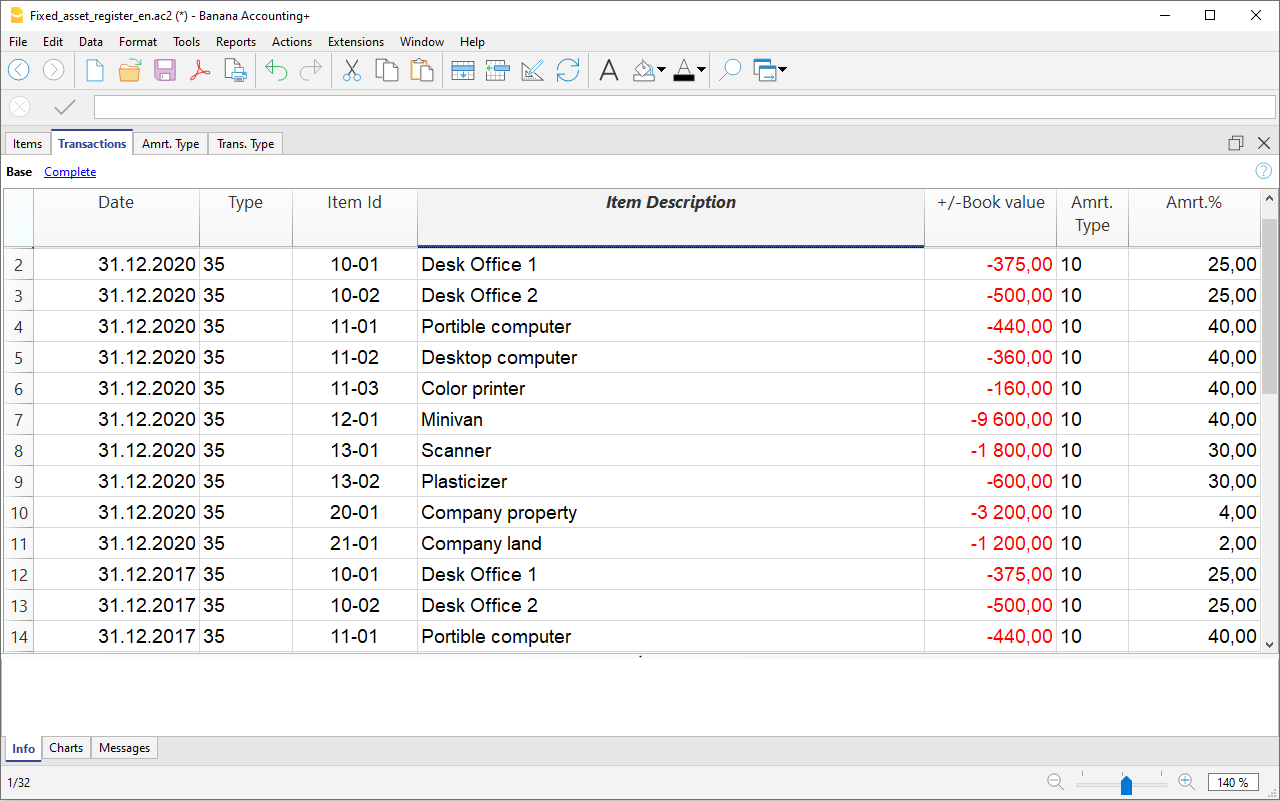 Fixed_asset_register_en.ac2 (*) - Banana Accounting+
File Edit Data Format Tools Reports Actions Extensions Window Help
Items Transactions Amrt. Type Trans. Type
Base Complete
Date Type Item Id Item Description +/-Book value Amrt. Type Amrt.%
2 31.12.2020 35 10-01 Desk Office 1 -375,00 10 25,00
3 31.12.2020 35 10-02 Desk Office 2 -500,00 10 25,00
4 31.12.2020 35 11-01 Portible computer -440,00 10 40,00
5 31.12.2020 35 11-02 Desktop computer -360,00 10 40,00
6 31.12.2020 35 11-03 Color printer -160,00 10 40,00
7 31.12.2020 35 12-01 Minivan -9 600,00 10 40,00
8 31.12.2020 35 13-01 Scanner -1 800,00 10 30,00
9 31.12.2020 35 13-02 Plasticizer -600,00 10 30,00
10 31.12.2020 35 20-01 Company property -3 200,00 10 4,00
11 31.12.2020 35 21-01 Company land -1 200,00 10 2,00
12 31.12.2017 35 10-01 Desk Office 1 -375,00 10 25,00
13 31.12.2017 35 10-02 Desk Office 2 -500,00 10 25,00
14 31.12.2017 35 11-01 Portible computer -440,00 10 40,00
Info Charts Messages
1/32 140 %